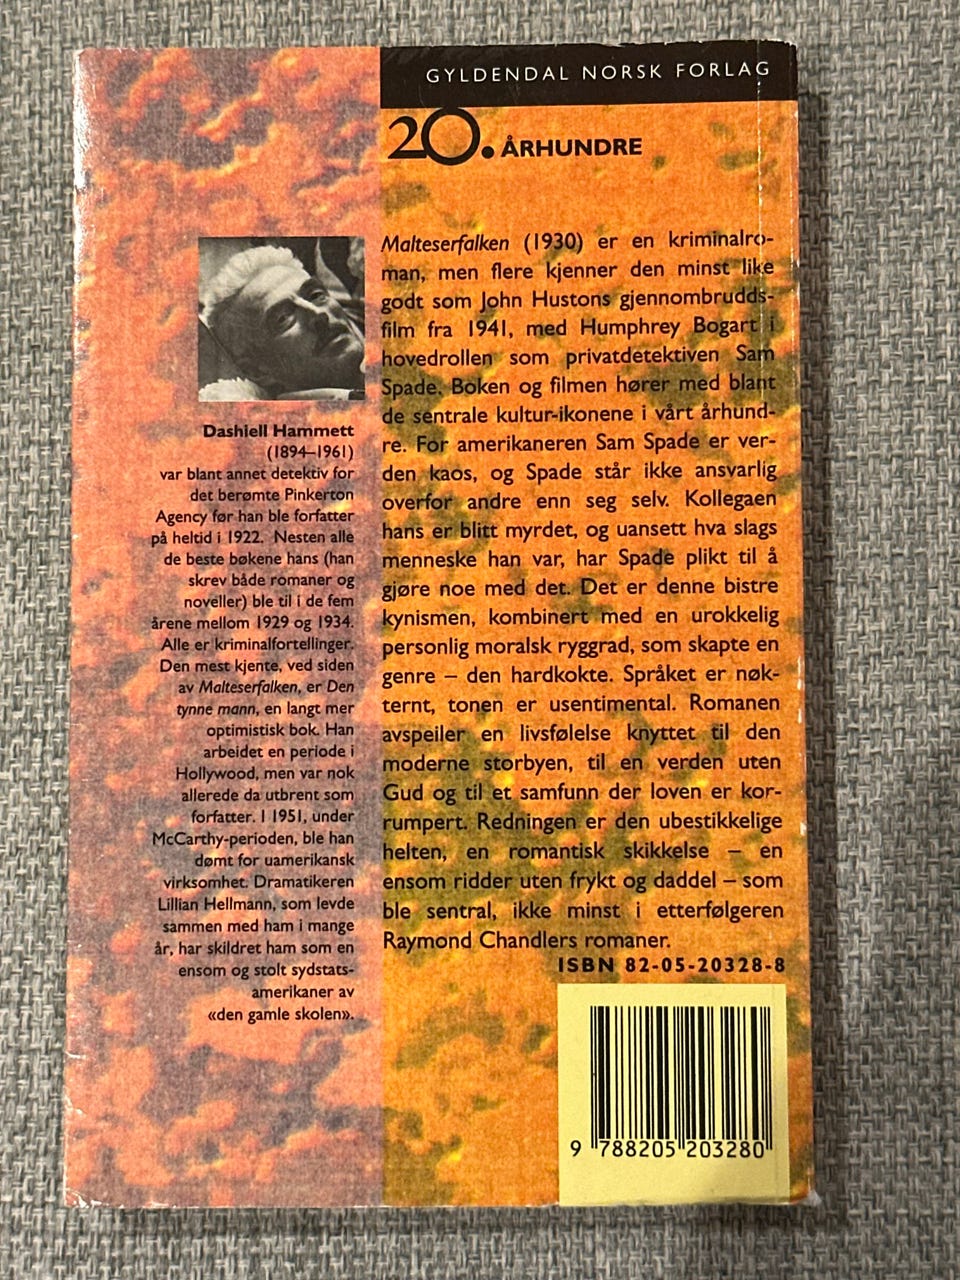 GYLDENDAL NORSK FORLAG
20. ÅRHUNDRE
Malteserfalken (1930) er en kriminalro-
man, men flere kjenner den minst like
godt som John Hustons gjennombrudds-
film fra 1941, med Humphrey Bogart i
hovedrollen som privatdetektiven Sam
Spade. Boken og filmen hører med blant
de sentrale kultur-ikonene i vårt århund-
re. For amerikaneren Sam Spade er ver-
den kaos, og Spade står ikke ansvarlig
overfor andre enn seg selv. Kollegaen
hans er blitt myrdet, og uansett hva slags
menneske han var, har Spade plikt til å
gjøre noe med det. Det er denne bistre
kynismen, kombinert med en urokkelig
personlig moralsk ryggrad, som skapte en
genre – den hardkokte. Språket er nøk-
ternt, tonen er usentimental. Romanen
avspeiler en livsfølelse knyttet til den
moderne storbyen, til en verden uten
Gud og til et samfunn der loven er kor-
rumpert. Redningen er den ubestikkelige
helten, en romantisk skikkelse – en
ensom ridder uten frykt og daddel – som
ble sentral, ikke minst i etterfølgeren
Raymond Chandlers romaner.
ISBN 82-05-20328-8
9 788205 203280
Dashiell Hammett
(1894–1961)
var blant annet detektiv for
det berømte Pinkerton
Agency før han ble forfatter
på heltid i 1922. Nesten alle
de beste bøkene hans (han
skrev både romaner og
noveller) ble til i de fem
årene mellom 1929 og 1934.
Alle er kriminalfortellinger.
Den mest kjente, ved siden
av Malteserfalken, er Den
tynne mann, en langt mer
optimistisk bok. Han
arbeidet en periode i
Hollywood, men var nok
allerede da utbrent som
forfatter. I 1951, under
McCarthy-perioden, ble han
dømt for uamerikansk
virksomhet. Dramatikeren
Lillian Hellmann, som levde
sammen med ham i mange
år, har skildret ham som en
ensom og stolt sydstats-
amerikaner av
«den gamle skolen».